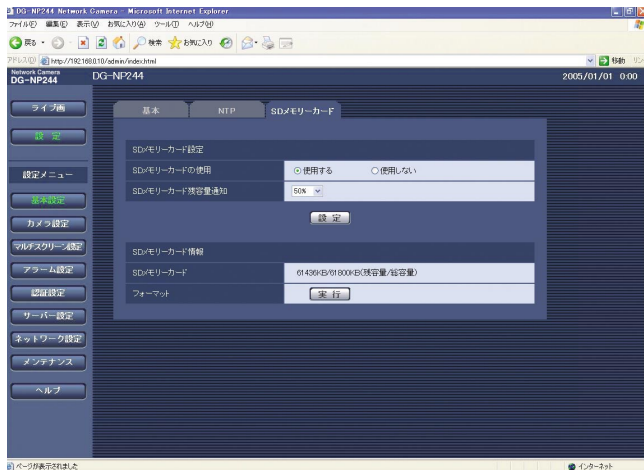 DG-NP244 Network Camera - Microsoft Internet Explorer
ファイル(F) 編集(E) 表示(V) お気に入り(A) ツール(T) ヘルプ(H)
戻る 検索 お気に入り
アドレス(D) http://192.168.0.10/admin/index.html 移動 リンク
Network Camera
DG-NP244
DG-NP244
2005/01/01 0:00
ライブ画
設 定
設定メニュー
基本設定
カメラ設定
マルチスクリーン設定
アラーム設定
認証設定
サーバー設定
ネットワーク設定
メンテナンス
ヘルプ
基本 NTP SDメモリーカード
SDメモリーカード設定
SDメモリーカードの使用 使用する 使用しない
SDメモリーカード残容量通知 50%
設 定
SDメモリーカード情報
SDメモリーカード 61436KB/61800KB(残容量/総容量)
フォーマット 実 行
ページが表示されました インターネット